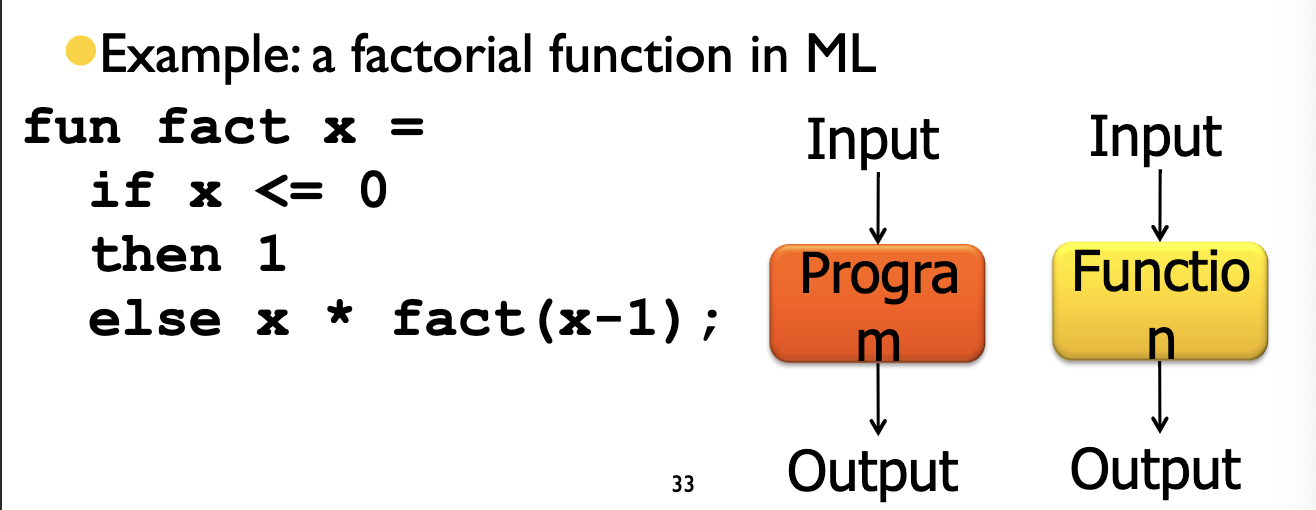 Example: a factorial function in ML
fun fact x =
if x <= 0
then 1
else x * fact(x-1);
Input
Progra
m
Output
Input
Functio
n
Output
33